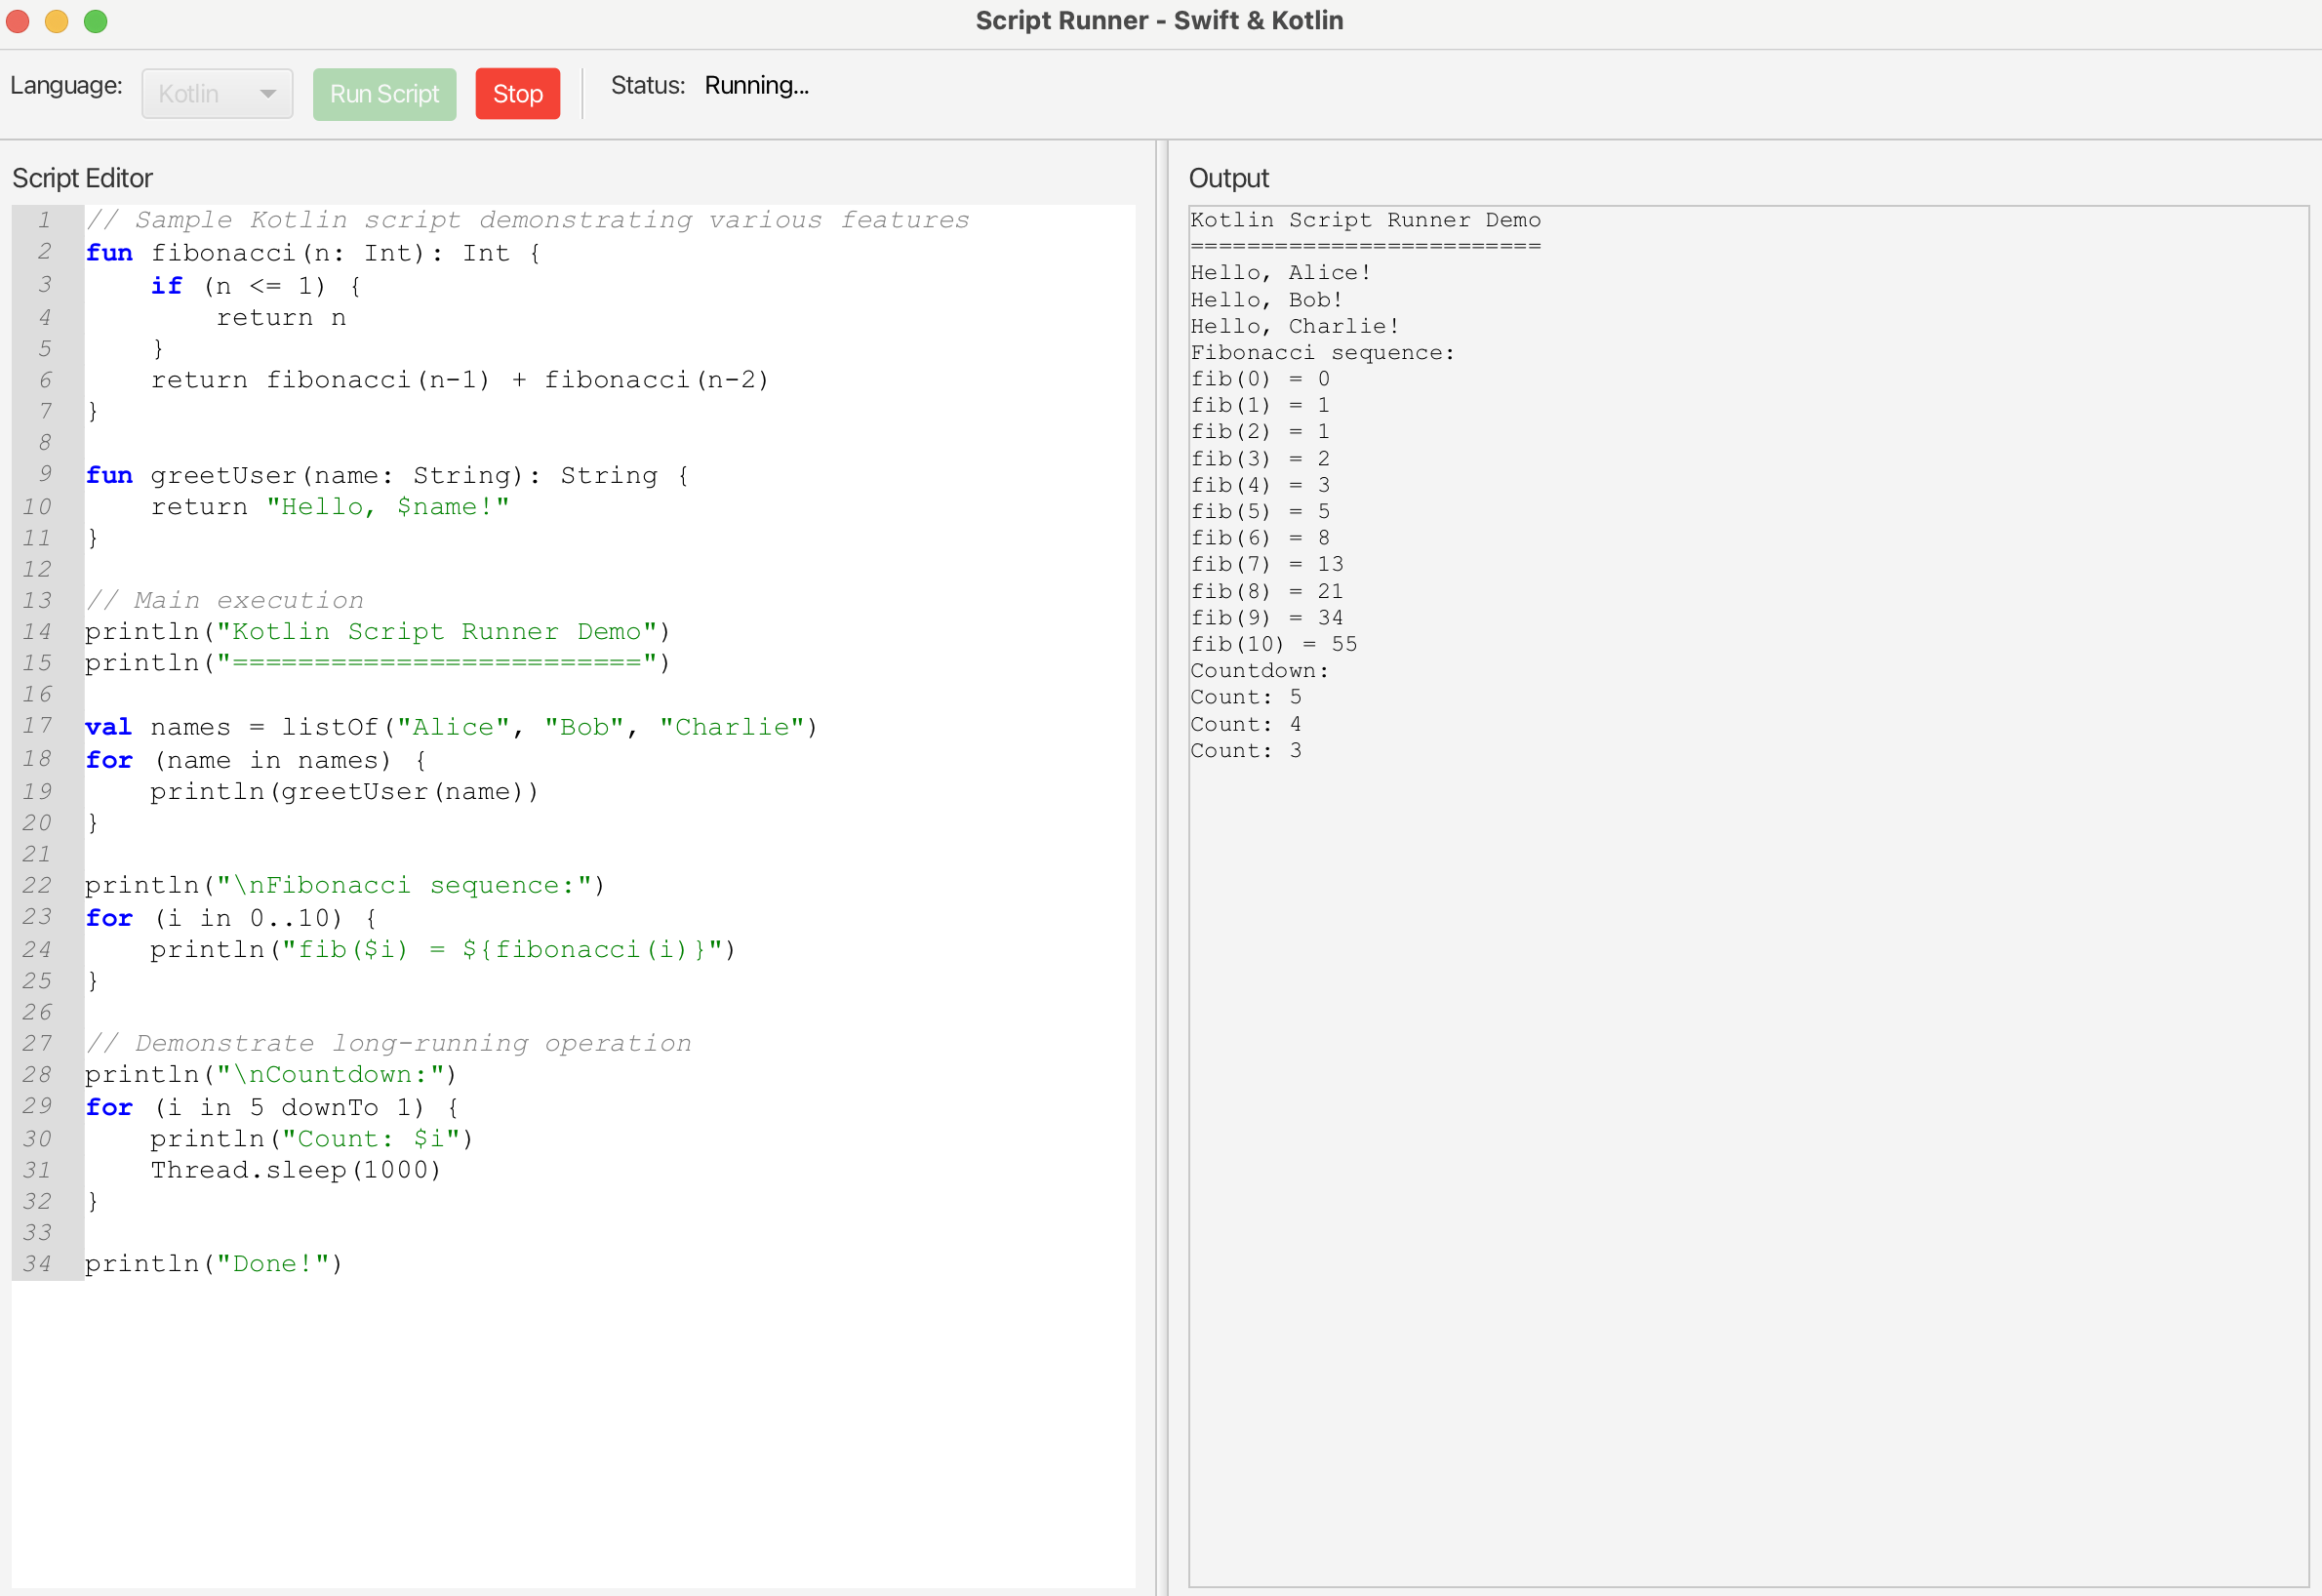 Script Runner - Swift & Kotlin
Language: Kotlin Run Script Stop Status: Running...
Script Editor
1 // Sample Kotlin script demonstrating various features
2 fun fibonacci(n: Int): Int {
3     if (n <= 1) {
4         return n
5     }
6     return fibonacci(n-1) + fibonacci(n-2)
7 }
8
9 fun greetUser(name: String): String {
10     return "Hello, $name!"
11 }
12
13 // Main execution
14 println("Kotlin Script Runner Demo")
15 println("=========================")
16
17 val names = listOf("Alice", "Bob", "Charlie")
18 for (name in names) {
19     println(greetUser(name))
20 }
21
22 println("\nFibonacci sequence:")
23 for (i in 0..10) {
24     println("fib($i) = ${fibonacci(i)}")
25 }
26
27 // Demonstrate long-running operation
28 println("\nCountdown:")
29 for (i in 5 downTo 1) {
30     println("Count: $i")
31     Thread.sleep(1000)
32 }
33
34 println("Done!")
Output
Kotlin Script Runner Demo
=========================
Hello, Alice!
Hello, Bob!
Hello, Charlie!
Fibonacci sequence:
fib(0) = 0
fib(1) = 1
fib(2) = 1
fib(3) = 2
fib(4) = 3
fib(5) = 5
fib(6) = 8
fib(7) = 13
fib(8) = 21
fib(9) = 34
fib(10) = 55
Countdown:
Count: 5
Count: 4
Count: 3